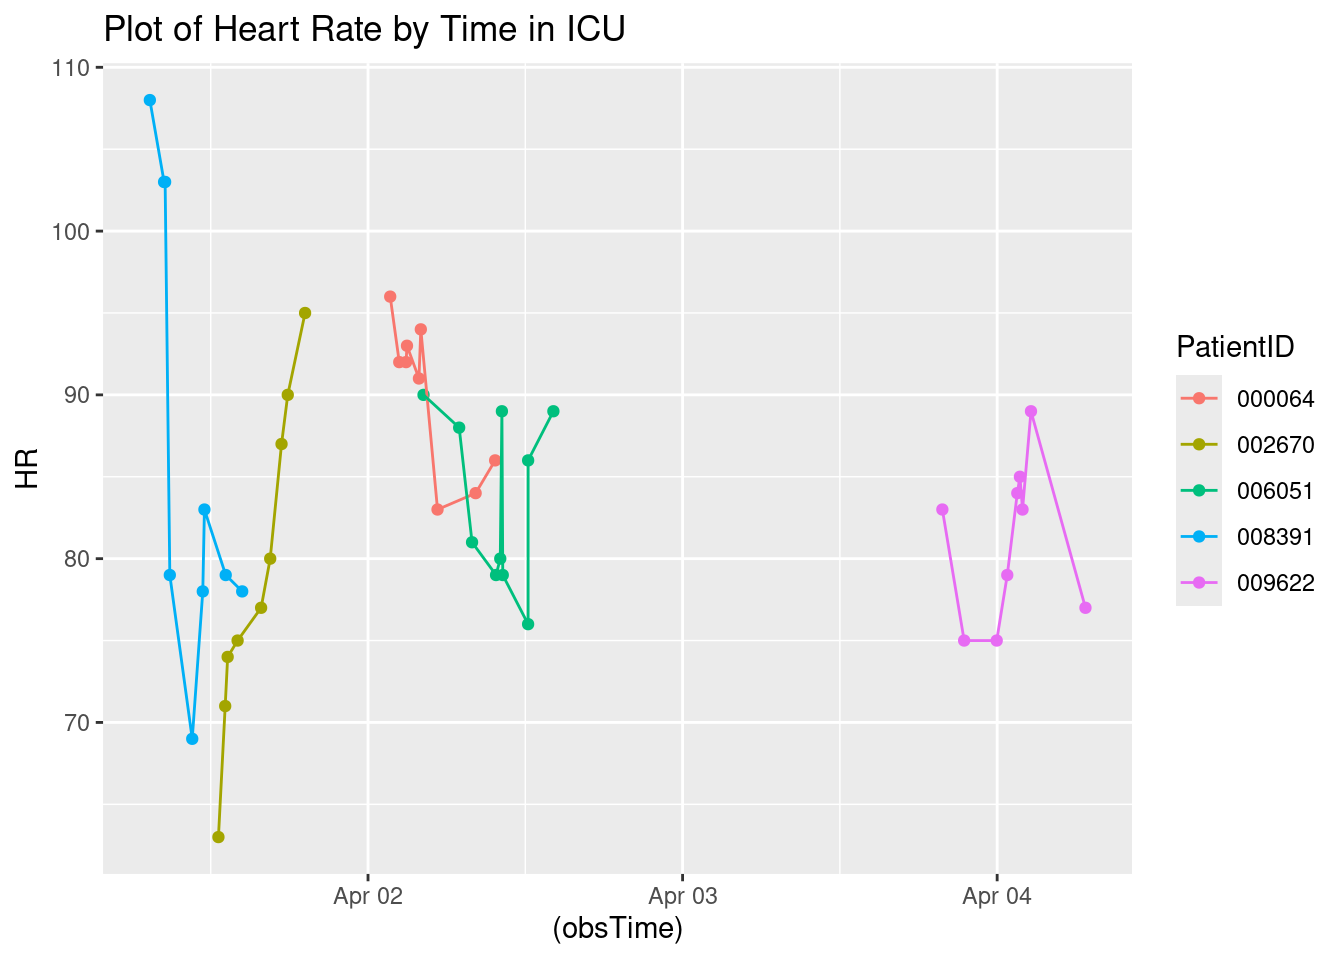 Plot of Heart Rate by Time in ICU
110
100
90
80
70
HR
Apr 02
Apr 03
Apr 04
(obsTime)
PatientID
000064
002670
006051
008391
009622